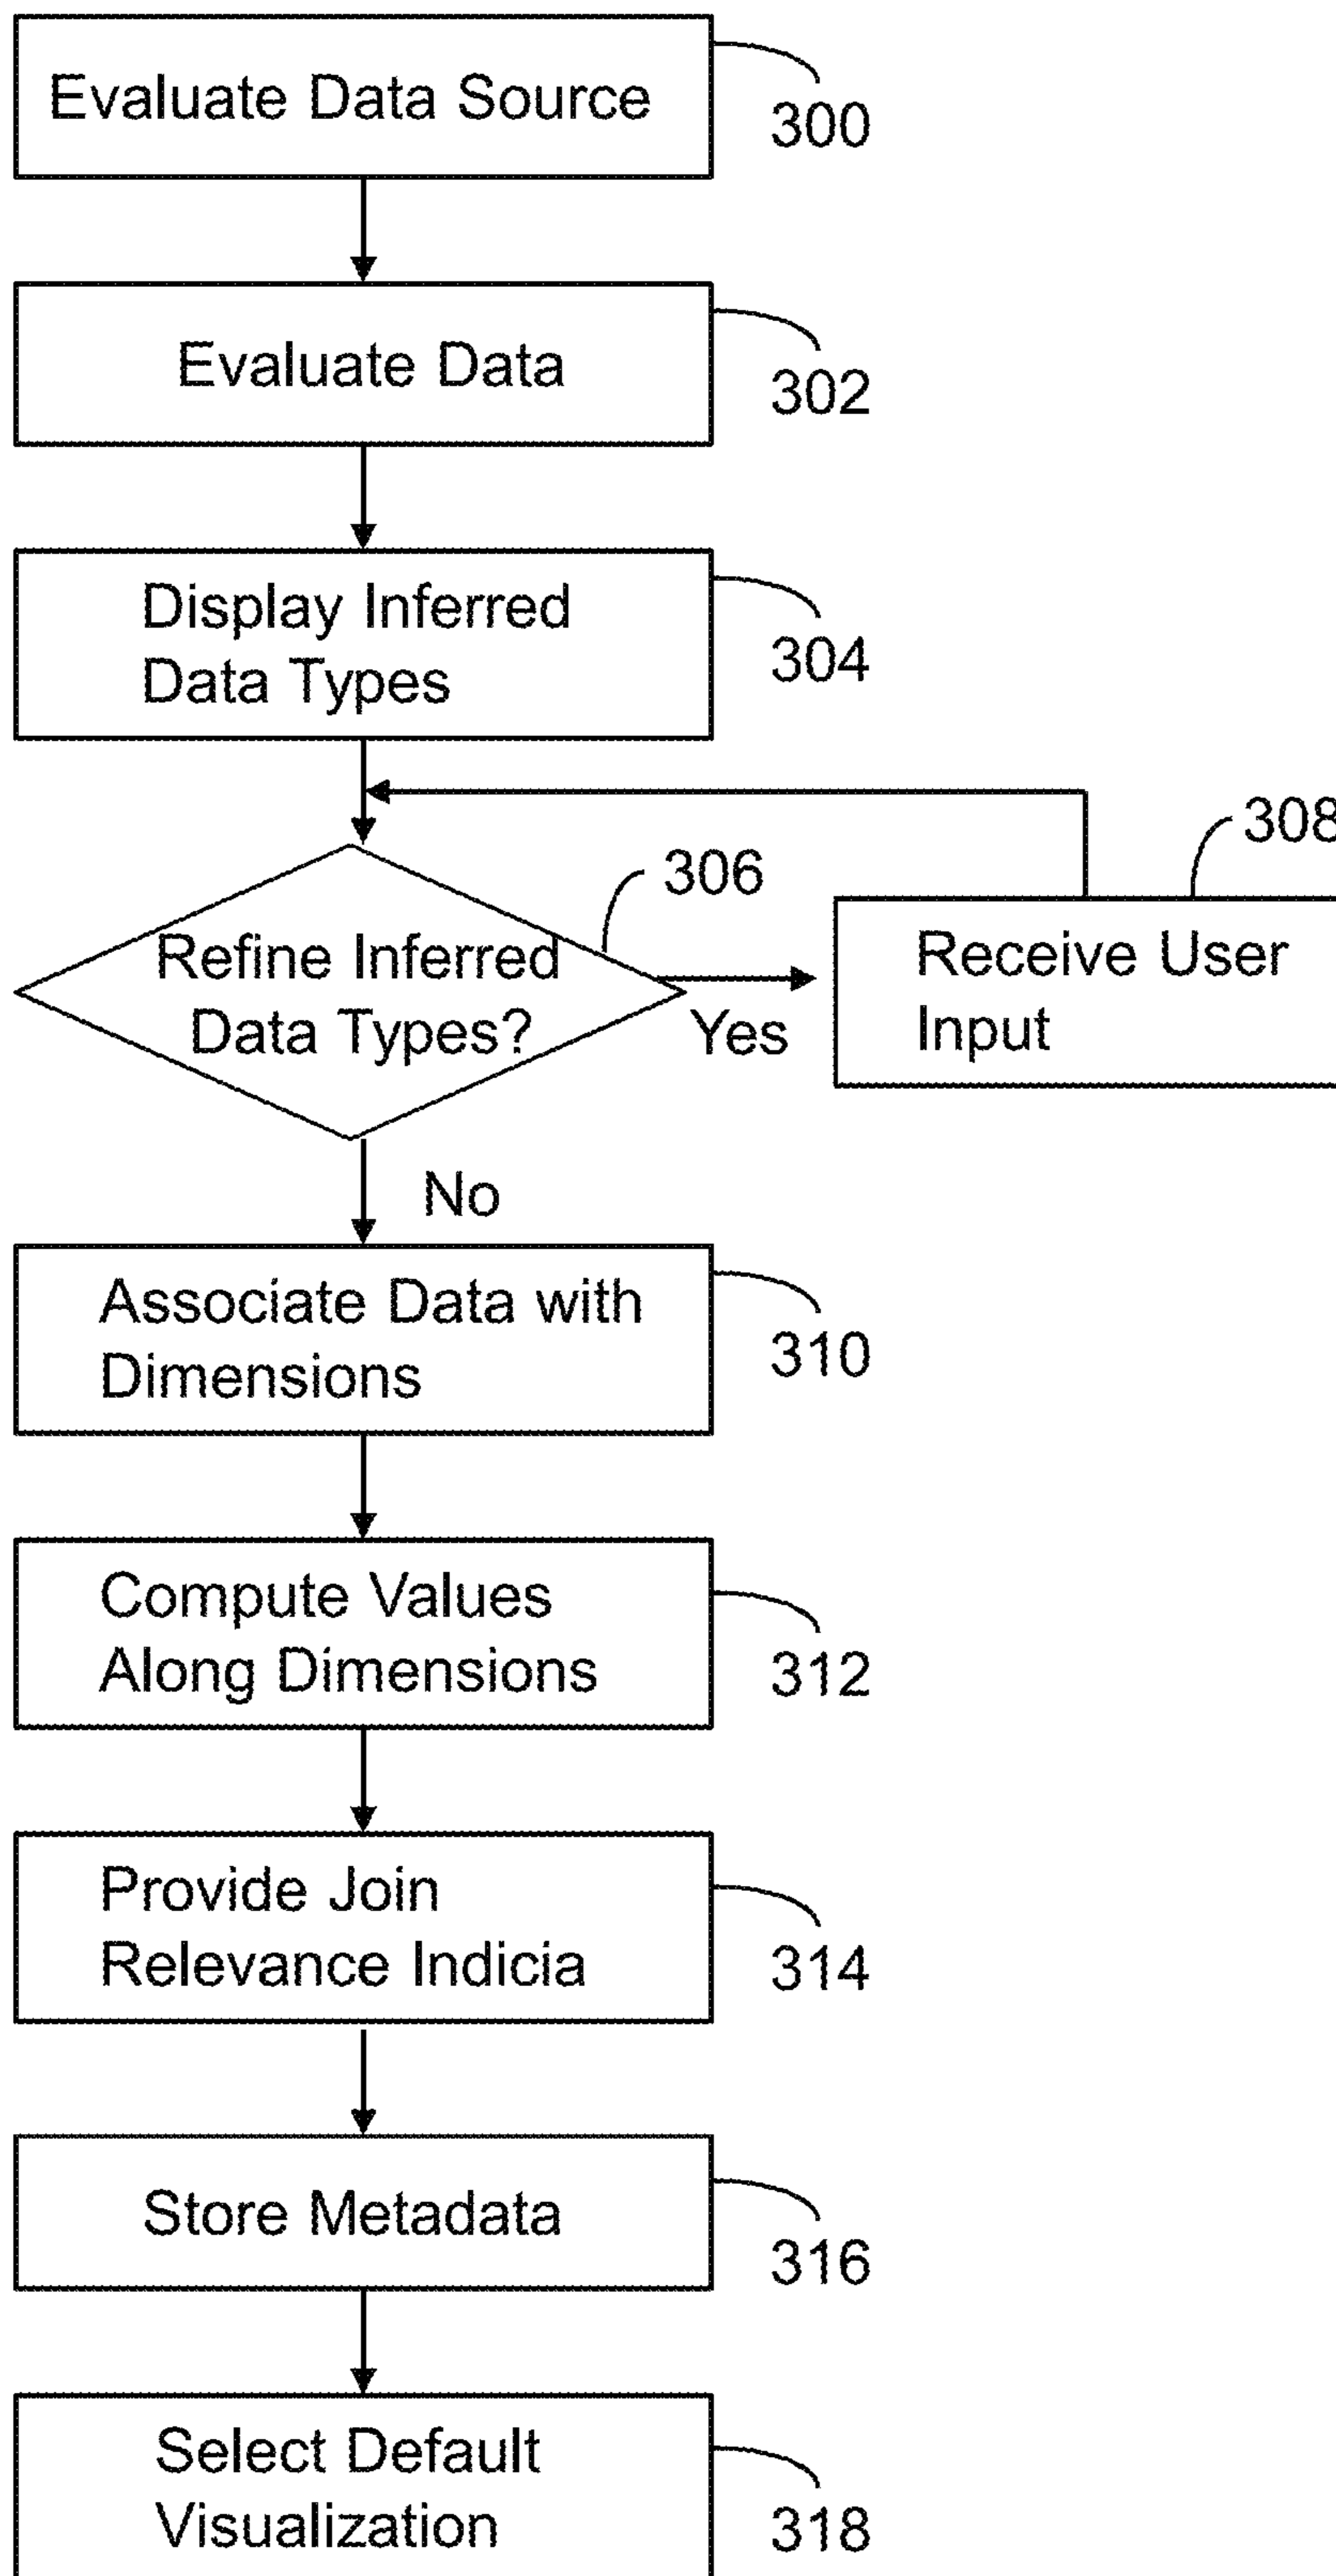 Evaluate Data Source
300
Evaluate Data
302
Display Inferred
Data Types
304
308
306
Refine Inferred
Data Types?
Yes
Receive User
Input
No
Associate Data with
Dimensions
310
Compute Values
Along Dimensions
312
Provide Join
Relevance Indicia
314
Store Metadata
316
Select Default
Visualization
318